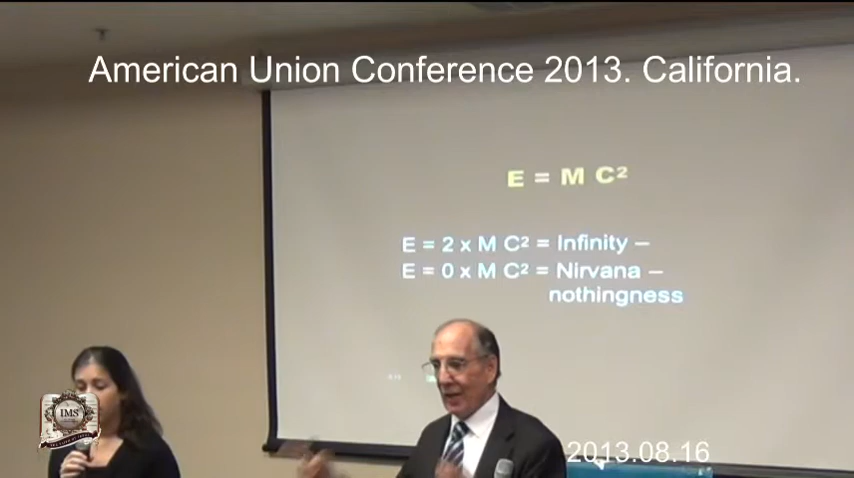 American Union Conference 2013. California.
E = M C²
E = 2 x M C² = Infinity –
E = 0 x M C² = Nirvana –
nothingness
IMS
2013.08.16